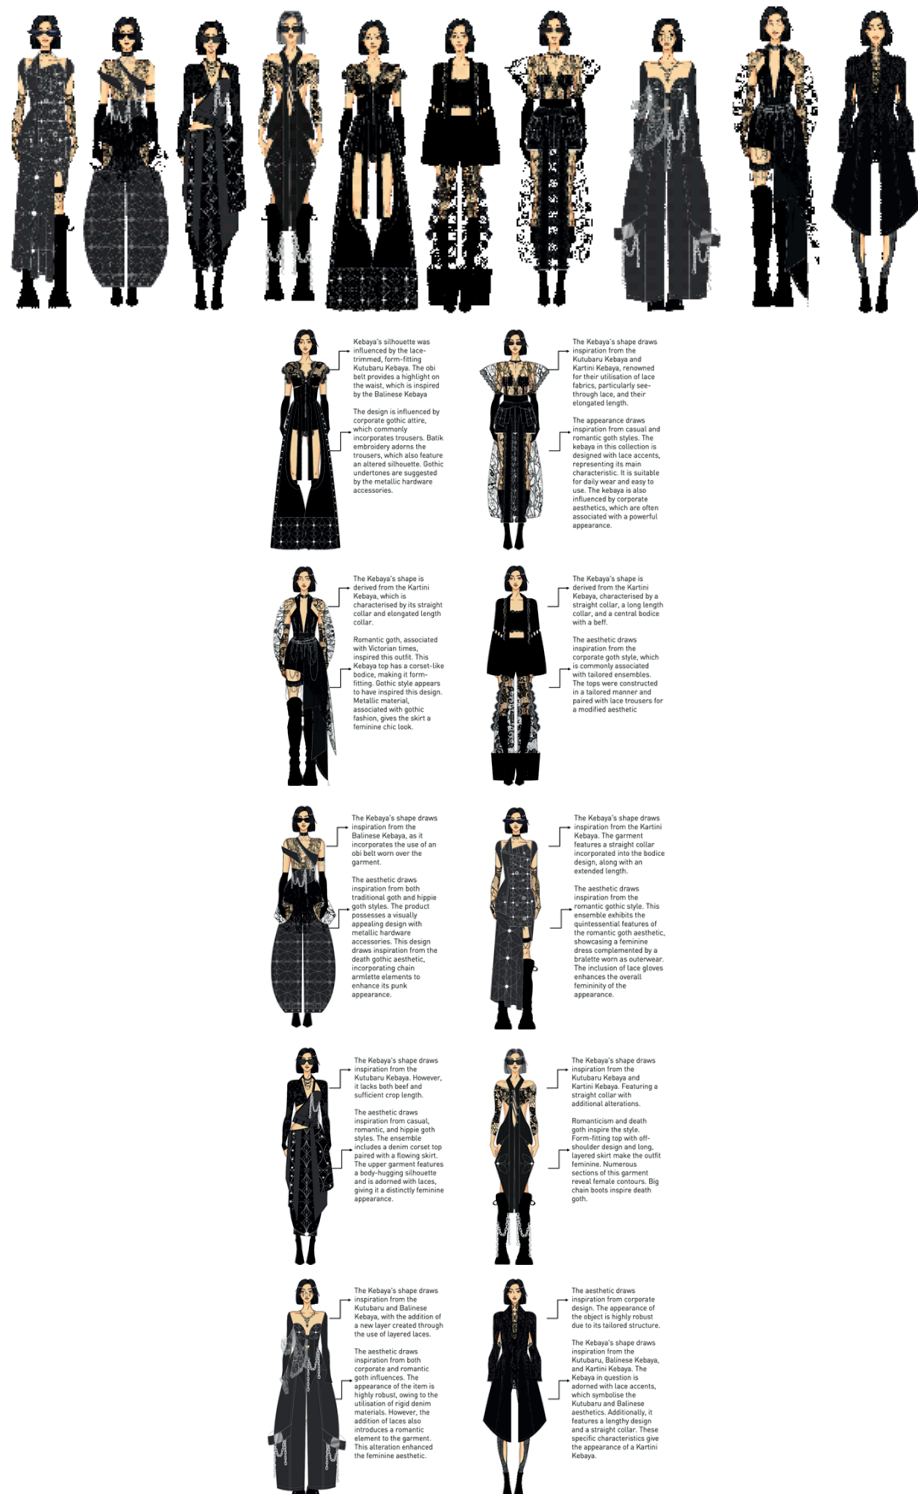 Kebaya's silhouette was
influenced by the lace-
trimmed, form-fitting
Kutubaru Kebaya. The obi
belt provides a highlight on
the waist, which is inspired
by the Balinese Kebaya
The design is influenced by
corporate gothic attire,
which commonly
incorporates trousers. Batik
embroidery adorns the
trousers, which also feature
an altered silhouette. Gothic
undertones are suggested
by the metallic hardware
accessories.
The Kebaya's shape draws
inspiration from the
Kutubaru Kebaya and
Kartini Kebaya, renowned
for their utilisation of lace
fabrics, particularly see-
through lace, and their
elongated length.
The appearance draws
inspiration from casual and
romantic goth styles. The
kebaya in this collection is
designed with lace accents,
representing its main
characteristic. It is suitable
for daily wear and easy to
use. The kebaya is also
influenced by corporate
aesthetics, which are often
associated with a powerful
appearance.
The Kebaya's shape is
derived from the Kartini
Kebaya, which is
characterised by its straight
collar and elongated length
collar.
Romantic goth, associated
with Victorian times,
inspired this outfit. This
Kebaya top has a corset-like
bodice, making it form-
fitting. Gothic style appears
to have inspired this design.
Metallic material,
associated with gothic
fashion, gives the skirt a
feminine chic look.
The Kebaya's shape is
derived from the Kartini
Kebaya, characterised by a
straight collar, a long length
collar, and a central bodice
with a beff.
The aesthetic draws
inspiration from the
corporate goth style, which
is commonly associated
with tailored ensembles.
The tops were constructed
in a tailored manner and
paired with lace trousers for
a modified aesthetic
The Kebaya's shape draws
inspiration from the
Balinese Kebaya, as it
incorporates the use of an
obi belt worn over the
garment.
The aesthetic draws
inspiration from both
traditional goth and hippie
goth styles. The product
possesses a visually
appealing design with
metallic hardware
accessories. This design
draws inspiration from the
death gothic aesthetic,
incorporating chain
armlette elements to
enhance its punk
appearance.
The Kebaya's shape draws
inspiration from the Kartini
Kebaya. The garment
features a straight collar
incorporated into the bodice
design, along with an
extended length.
The aesthetic draws
inspiration from the
romantic gothic style. This
ensemble exhibits the
quintessential features of
the romantic goth aesthetic,
showcasing a feminine
dress complemented by a
bralette worn as outerwear.
The inclusion of lace gloves
enhances the overall
femininity of the
appearance.
The Kebaya's shape draws
inspiration from the
Kutubaru Kebaya. However,
it lacks both beef and
sufficient crop length.
The aesthetic draws
inspiration from casual,
romantic, and hippie goth
styles. The ensemble
includes a denim corset top
paired with a flowing skirt.
The upper garment features
a body-hugging silhouette
and is adorned with laces,
giving it a distinctly feminine
appearance.
The Kebaya's shape draws
inspiration from the
Kutubaru Kebaya and
Kartini Kebaya. Featuring a
straight collar with
additional alterations.
Romanticism and death
goth inspire the style.
Form-fitting top with off-
shoulder design and long,
layered skirt make the outfit
feminine. Numerous
sections of this garment
reveal female contours. Big
chain boots inspire death
goth.
The Kebaya's shape draws
inspiration from the
Kutubaru and Balinese
Kebaya, with the addition of
a new layer created through
the use of layered laces.
The aesthetic draws
inspiration from both
corporate and romantic
goth influences. The
appearance of the item is
highly robust, owing to the
utilisation of rigid denim
materials. However, the
addition of laces also
introduces a romantic
element to the garment.
This alteration enhanced
the feminine aesthetic.
The aesthetic draws
inspiration from corporate
design. The appearance of
the object is highly robust
due to its tailored structure.
The Kebaya's shape draws
inspiration from the
Kutubaru, Balinese Kebaya,
and Kartini Kebaya. The
Kebaya in question is
adorned with lace accents,
which symbolise the
Kutubaru and Balinese
aesthetics. Additionally, it
features a lengthy design
and a straight collar. These
specific characteristics give
the appearance of a Kartini
Kebaya.